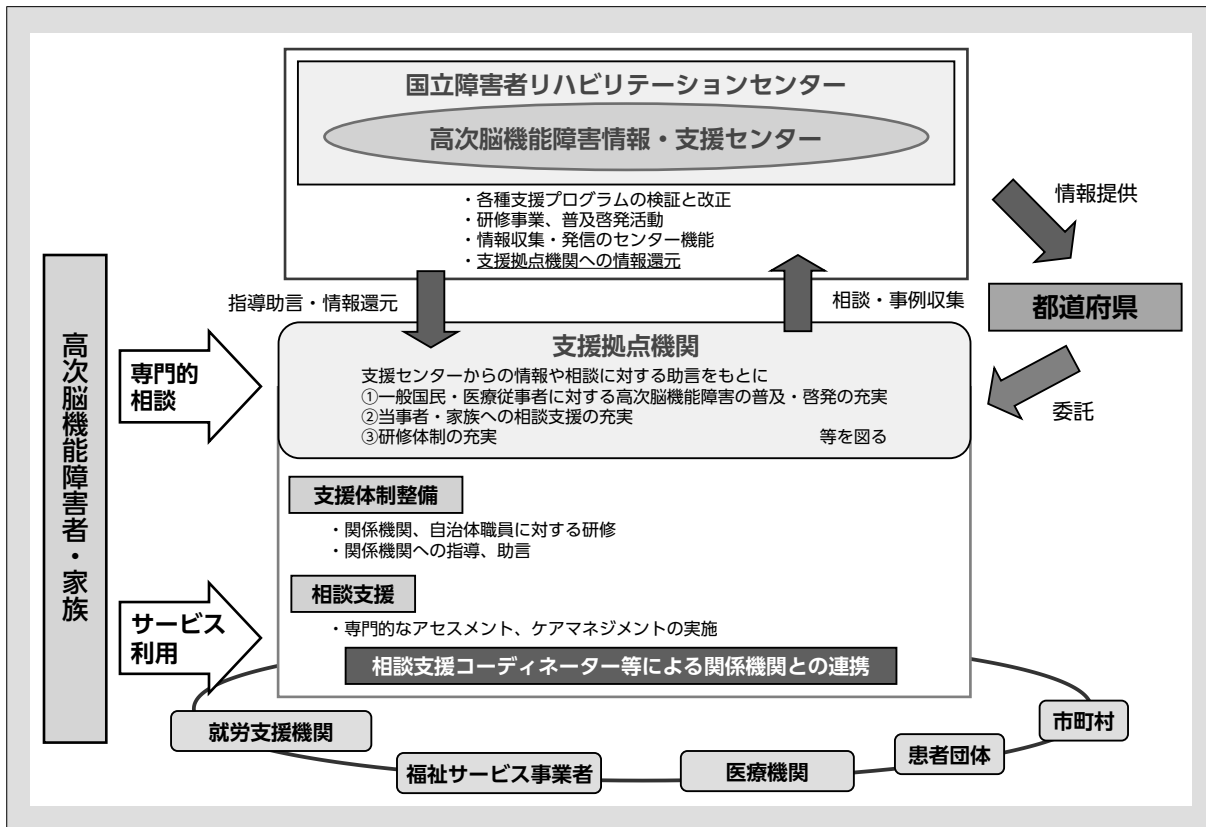 国立障害者リハビリテーションセンター
高次脳機能障害情報・支援センター
・各種支援プログラムの検証と改正
・研修事業、普及啓発活動
・情報収集・発信のセンター機能
・支援拠点機関への情報還元
情報提供
指導助言・情報還元
相談・事例収集
都道府県
委託
高次脳機能障害者・家族
専門的
相談
支援拠点機関
支援センターからの情報や相談に対する助言をもとに
①一般国民・医療従事者に対する高次脳機能障害の普及・啓発の充実
②当事者・家族への相談支援の充実
③研修体制の充実 等を図る
支援体制整備
・関係機関、自治体職員に対する研修
・関係機関への指導、助言
サービス
利用
相談支援
・専門的なアセスメント、ケアマネジメントの実施
相談支援コーディネーター等による関係機関との連携
就労支援機関
福祉サービス事業者
医療機関
患者団体
市町村